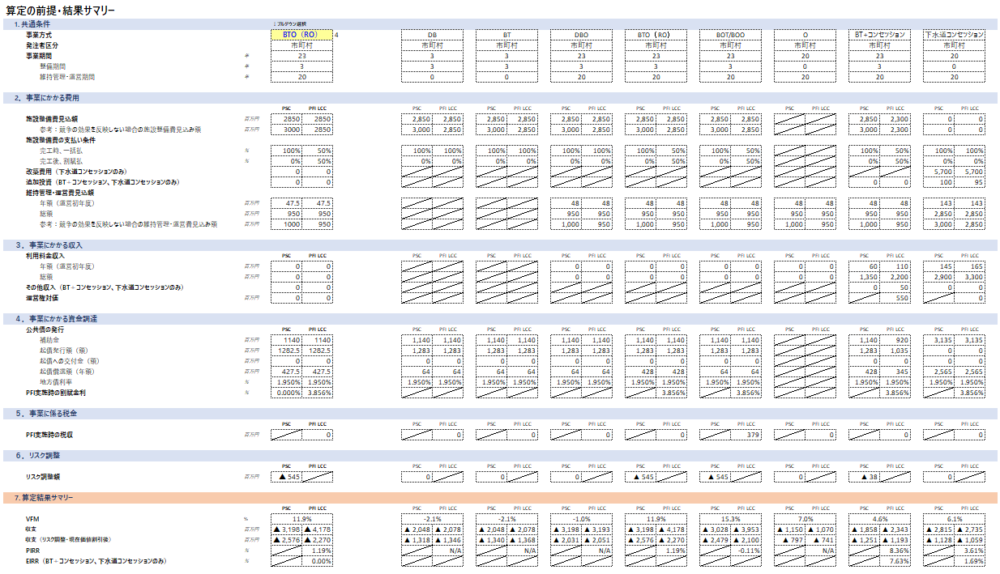 算定の前提・結果サマリー
1.共通条件 ↓プルダウン選択
事業方式 BTO（RO） 4 DB BT DBO BTO（RO） BOT/BOO O BT+コンセッション 下水道コンセッション
発注者区分 市町村 市町村 市町村 市町村 市町村 市町村 市町村 市町村 市町村
事業期間 年 23 3 3 23 23 23 20 23 20
整備期間 年 3 3 3 3 3 3 0 3 0
維持管理・運営期間 年 20 0 0 20 20 20 20 20 20
2．事業にかかる費用
PSC PFI LCC PSC PFI LCC PSC PFI LCC PSC PFI LCC PSC PFI LCC PSC PFI LCC PSC PFI LCC PSC PFI LCC PSC PFI LCC
施設整備費見込額 百万円 2850 2850 2,850 2,850 2,850 2,850 2,850 2,850 2,850 2,850 2,850 2,850 2,850 2,300 0 0
参考：競争の効果を反映しない場合の施設整備費見込み額 百万円 3000 2850 3,000 2,850 3,000 2,850 3,000 2,850 3,000 2,850 3,000 2,850 3,000 2,300 0 0
施設整備費の支払い条件
完工時、一括払 % 100% 50% 100% 100% 100% 100% 100% 100% 100% 50% 100% 50% 100% 50% 100% 100%
完工後、割賦払 % 0% 50% 0% 0% 0% 0% 0% 0% 0% 50% 0% 50% 0% 50% 0% 0%
改築費用（下水道コンセッションのみ） 0 0 5,700 5,700
追加投資（BT+コンセッション、下水道コンセッションのみ） 0 0 0 0 100 95
維持管理・運営費見込額
年額（運営初年度） 百万円 47.5 47.5 48 48 48 48 48 48 48 48 48 48 143 143
総額 百万円 950 950 950 950 950 950 950 950 950 950 950 950 2,850 2,850
参考：競争の効果を反映しない場合の維持管理・運営費見込み額 百万円 1000 950 1,000 950 1,000 950 1,000 950 1,000 950 1,000 950 3,000 2,850
3．事業にかかる収入
利用料金収入 PSC PFI LCC PSC PFI LCC PSC PFI LCC PSC PFI LCC PSC PFI LCC PSC PFI LCC PSC PFI LCC PSC PFI LCC PSC PFI LCC
年額（運営初年度） 百万円 0 0 0 0 0 0 0 0 0 0 60 110 145 165
総額 百万円 0 0 0 0 0 0 0 0 0 0 1,350 2,200 2,900 3,300
その他収入（BT+コンセッション、下水道コンセッションのみ） 百万円 0 0 0 50 0 0
運営権対価 百万円 0 0 550 0
4．事業にかかる資金調達
公共債の発行 PSC PFI LCC PSC PFI LCC PSC PFI LCC PSC PFI LCC PSC PFI LCC PSC PFI LCC PSC PFI LCC PSC PFI LCC PSC PFI LCC
補助金 百万円 1140 1140 1,140 1,140 1,140 1,140 1,140 1,140 1,140 1,140 1,140 1,140 1,140 920 3,135 3,135
起債発行額（額） 百万円 1282.5 1282.5 1,283 1,283 1,283 1,283 1,283 1,283 1,283 1,283 1,283 1,283 1,283 1,035 0 0
起債への交付金（額） 百万円 0 0 0 0 0 0 0 0 0 0 0 0 0 0 0 0
起債償還額（年額） 百万円 427.5 427.5 64 64 64 64 64 64 428 428 64 64 428 345 2,565 2,565
地方債利率 % 1.950% 1.950% 1.950% 1.950% 1.950% 1.950% 1.950% 1.950% 1.950% 1.950% 1.950% 1.950% 1.950% 1.950% 1.950% 1.950%
PFI実施時の割賦金利 % 0.000% 3.856% 3.856% 3.856% 3.856% 3.856%
5．事業に係る税金
PSC PFI LCC PSC PFI LCC PSC PFI LCC PSC PFI LCC PSC PFI LCC PSC PFI LCC PSC PFI LCC PSC PFI LCC PSC PFI LCC
PFI実施時の税収 百万円 0 0 0 0 0 379 0 0 0
6．リスク調整
PSC PFI LCC PSC PFI LCC PSC PFI LCC PSC PFI LCC PSC PFI LCC PSC PFI LCC PSC PFI LCC PSC PFI LCC PSC PFI LCC
リスク調整額 百万円 ▲ 545 0 0 0 ▲ 545 ▲ 545 0 ▲ 38 0
7.算定結果サマリー
PSC PFI LCC PSC PFI LCC PSC PFI LCC PSC PFI LCC PSC PFI LCC PSC PFI LCC PSC PFI LCC PSC PFI LCC PSC PFI LCC
VFM % 11.9% -2.1% -2.1% -1.0% 11.9% 15.3% 7.0% 4.6% 6.1%
収支 百万円 ▲ 3,198 ▲ 4,178 ▲ 2,048 ▲ 2,078 ▲ 2,048 ▲ 2,078 ▲ 3,198 ▲ 3,193 ▲ 3,198 ▲ 4,178 ▲ 3,028 ▲ 3,953 ▲ 1,150 ▲ 1,070 ▲ 1,858 ▲ 2,343 ▲ 2,815 ▲ 2,735
収支（リスク調整・現在価値割引後） 百万円 ▲ 2,576 ▲ 2,270 ▲ 1,318 ▲ 1,346 ▲ 1,340 ▲ 1,368 ▲ 2,031 ▲ 2,051 ▲ 2,576 ▲ 2,270 ▲ 2,479 ▲ 2,100 ▲ 797 ▲ 741 ▲ 1,251 ▲ 1,193 ▲ 1,128 ▲ 1,059
PIRR % 1.19% N/A N/A N/A 1.19% -0.11% N/A 8.36% 3.61%
EIRR（BT+コンセッション、下水道コンセッションのみ） % 0.00% 7.63% 1.69%